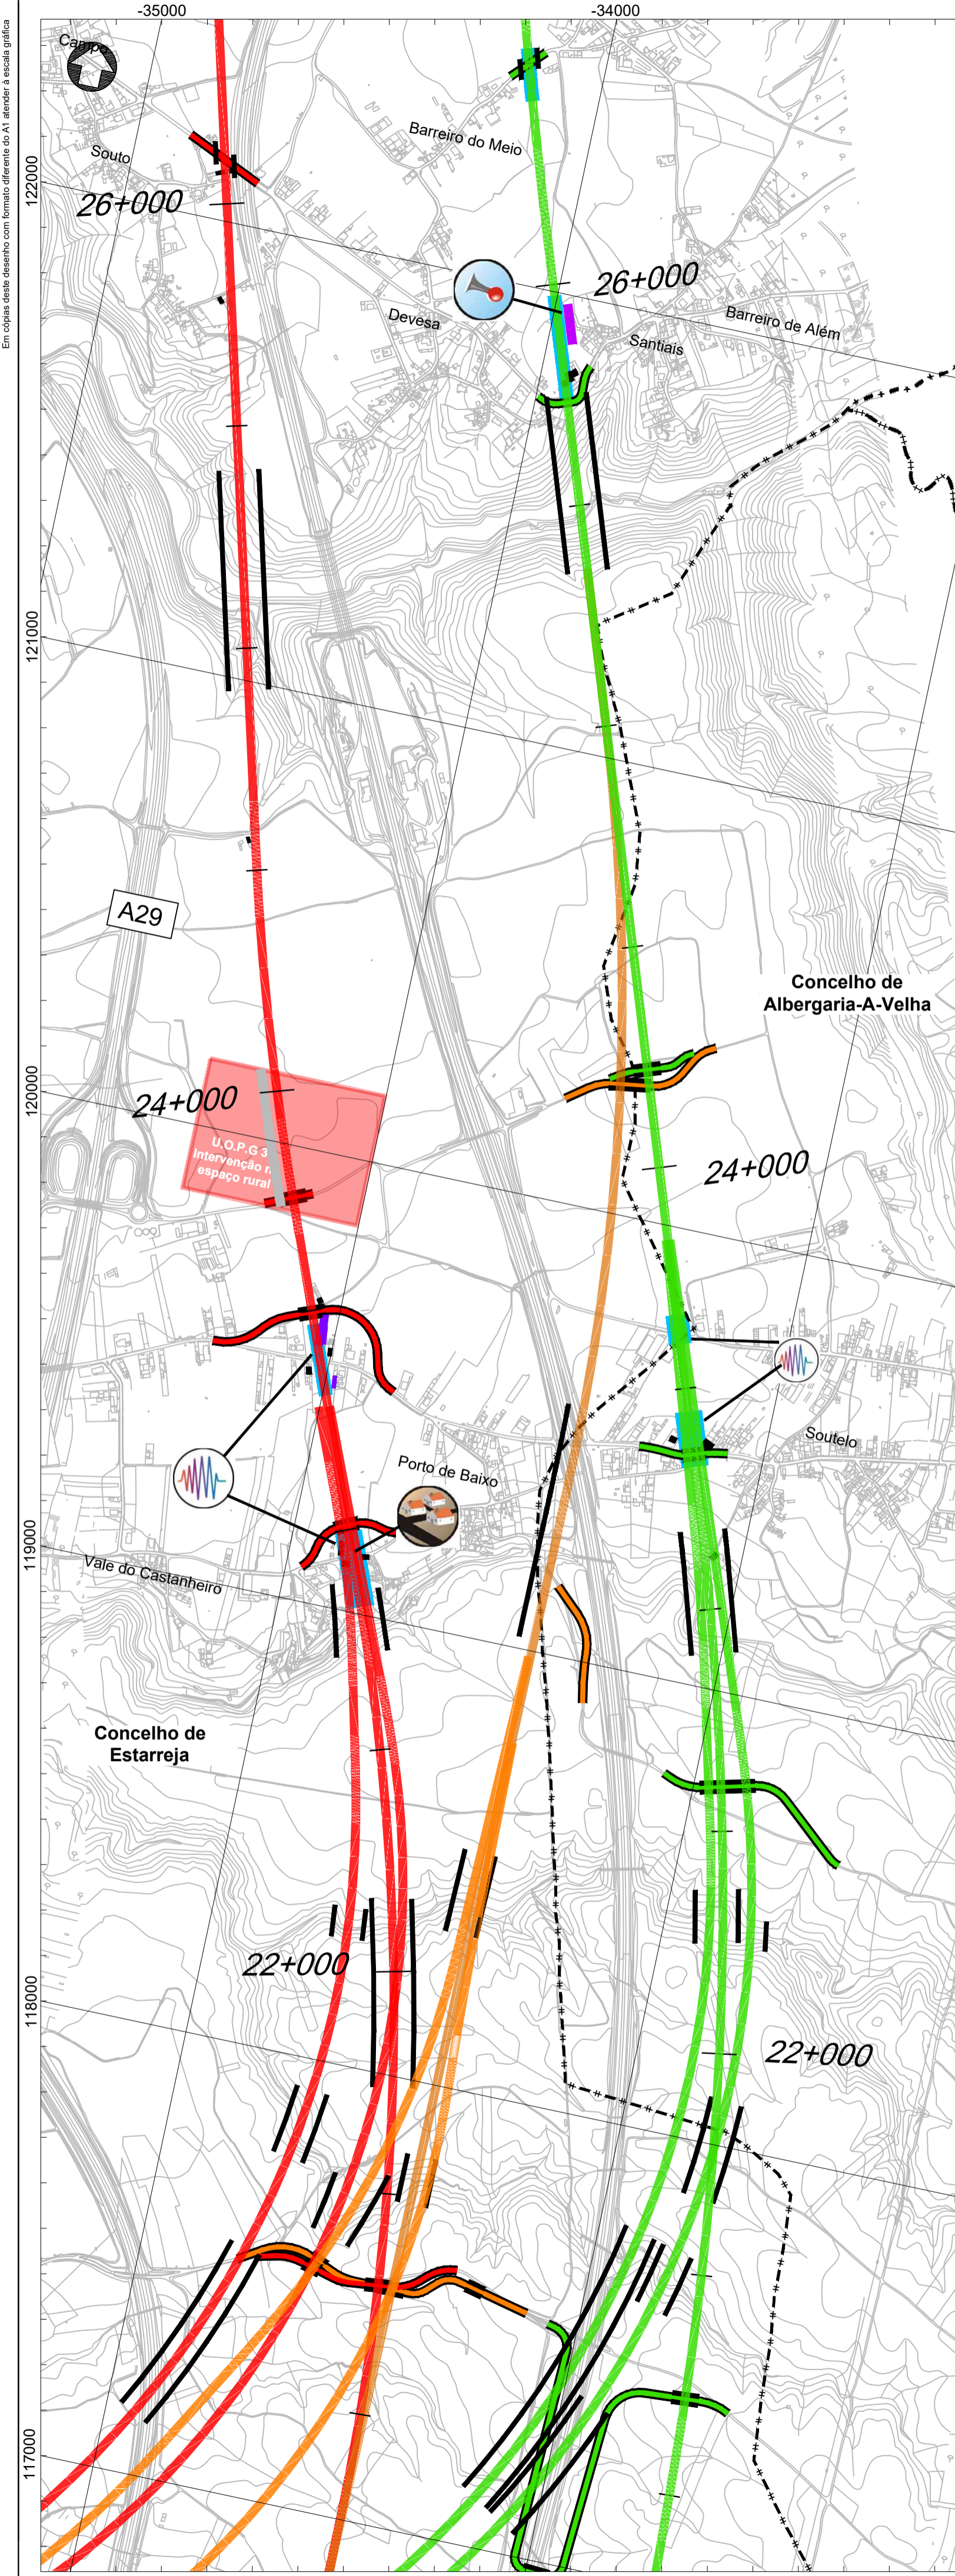 -35000
-34000
Em cópias deste desenho com formato diferente do A1 atender à escala gráfica
Campo
Barreiro do Meio
Souto
122000
26+000
26+000
Devesa
Barreiro de Além
Santiais
121000
A29
Concelho de
Albergaria-A-Velha
120000
24+000
U.O.P.G 3
Intervenção n
espaço rural
24+000
Soutelo
Porto de Baixo
119000
Vale do Castanheiro
Concelho de
Estarreja
22+000
118000
22+000
117000